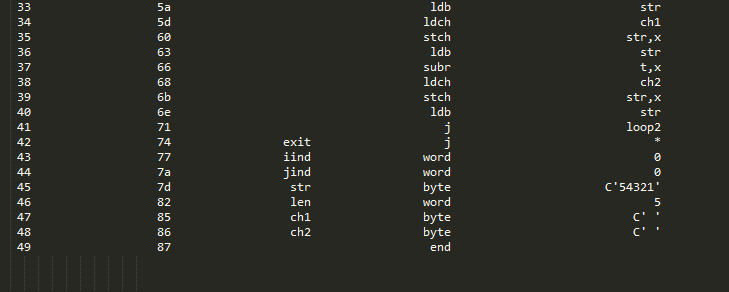 33 5a ldb str
34 5d ldch ch1
35 60 stch str,x
36 63 ldb str
37 66 subr t,x
38 68 ldch ch2
39 6b stch str,x
40 6e ldb str
41 71 j loop2
42 74 exit j *
43 77 iind word 0
44 7a jind word 0
45 7d str byte C'54321'
46 82 len word 5
47 85 ch1 byte C' '
48 86 ch2 byte C' '
49 87 end